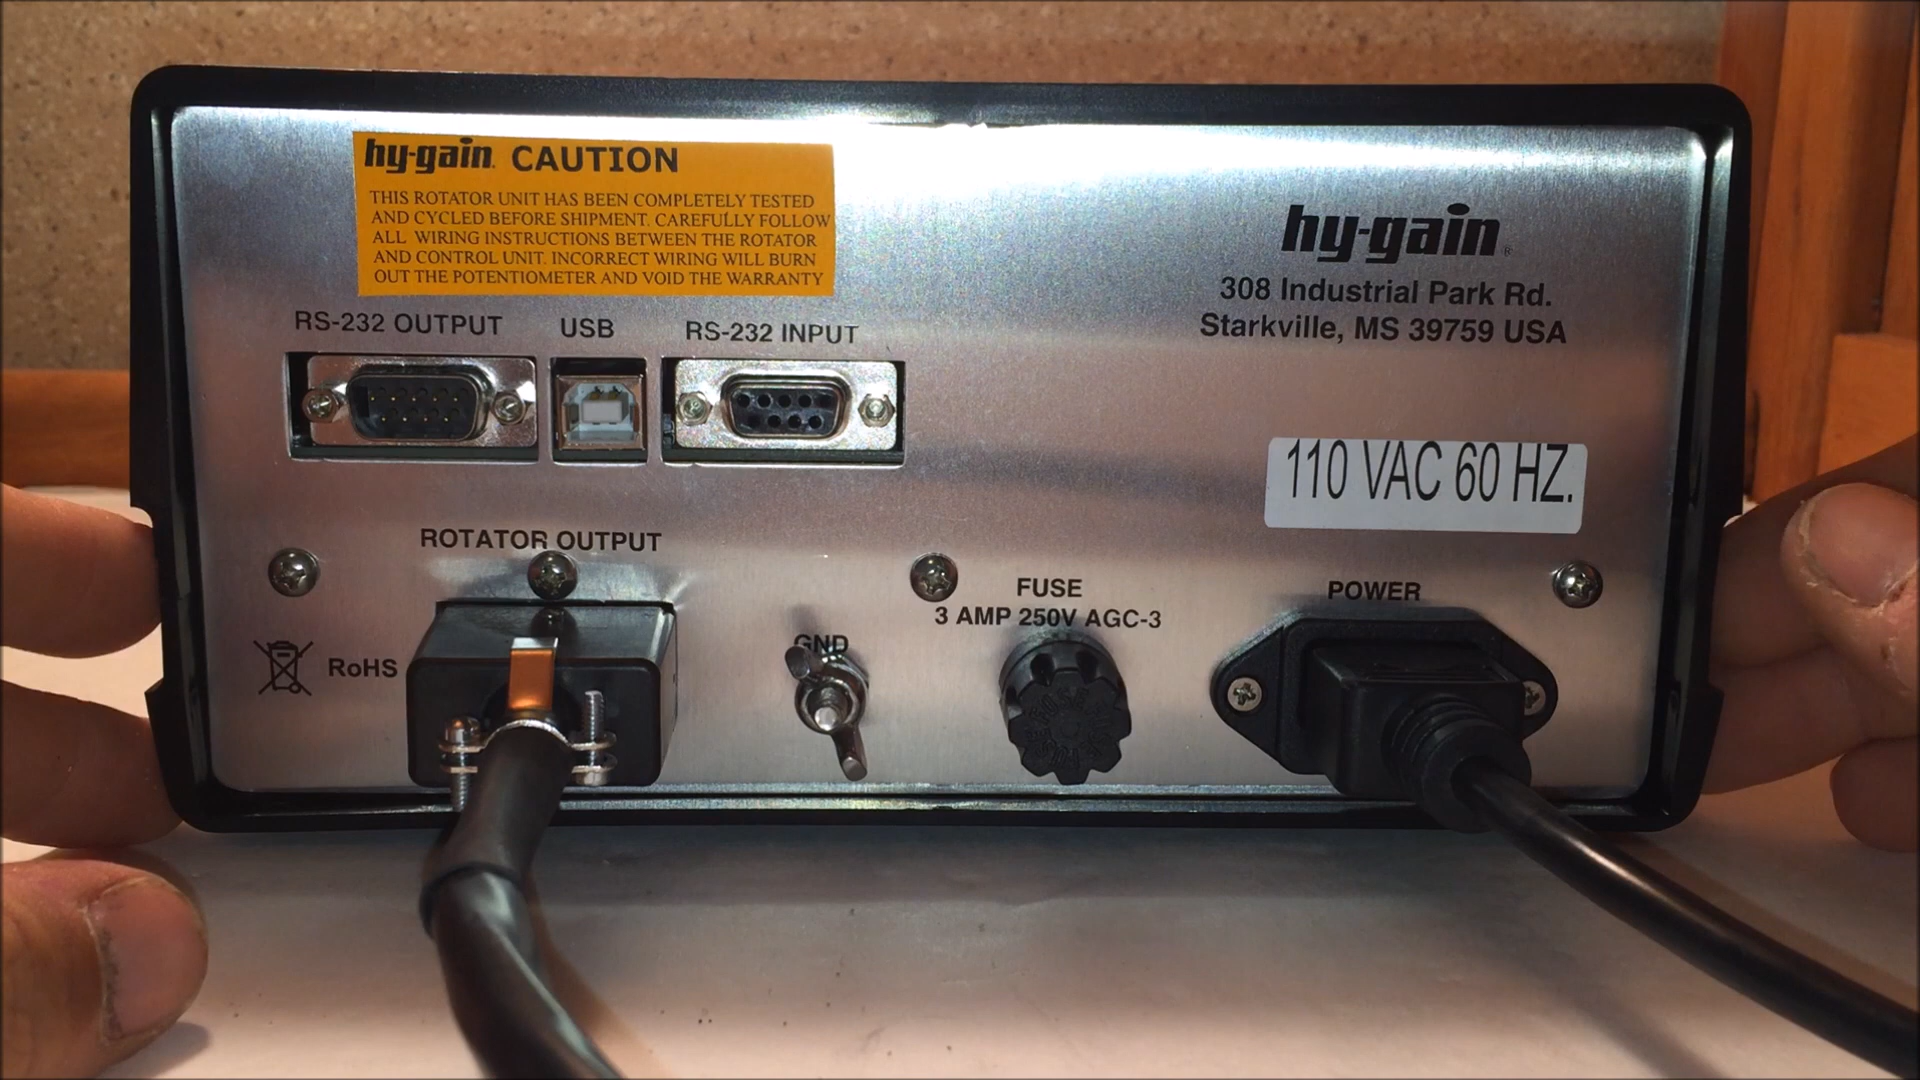 hy-gain. CAUTION
THIS ROTATOR UNIT HAS BEEN COMPLETELY TESTED
AND CYCLED BEFORE SHIPMENT. CAREFULLY FOLLOW
ALL WIRING INSTRUCTIONS BETWEEN THE ROTATOR
AND CONTROL UNIT. INCORRECT WIRING WILL BURN
OUT THE POTENTIOMETER AND VOID THE WARRANTY
hy-gain®
308 Industrial Park Rd.
Starkville, MS 39759 USA
RS-232 OUTPUT
USB
RS-232 INPUT
110 VAC 60 HZ.
ROTATOR OUTPUT
FUSE
3 AMP 250V AGC-3
POWER
GND
RoHS